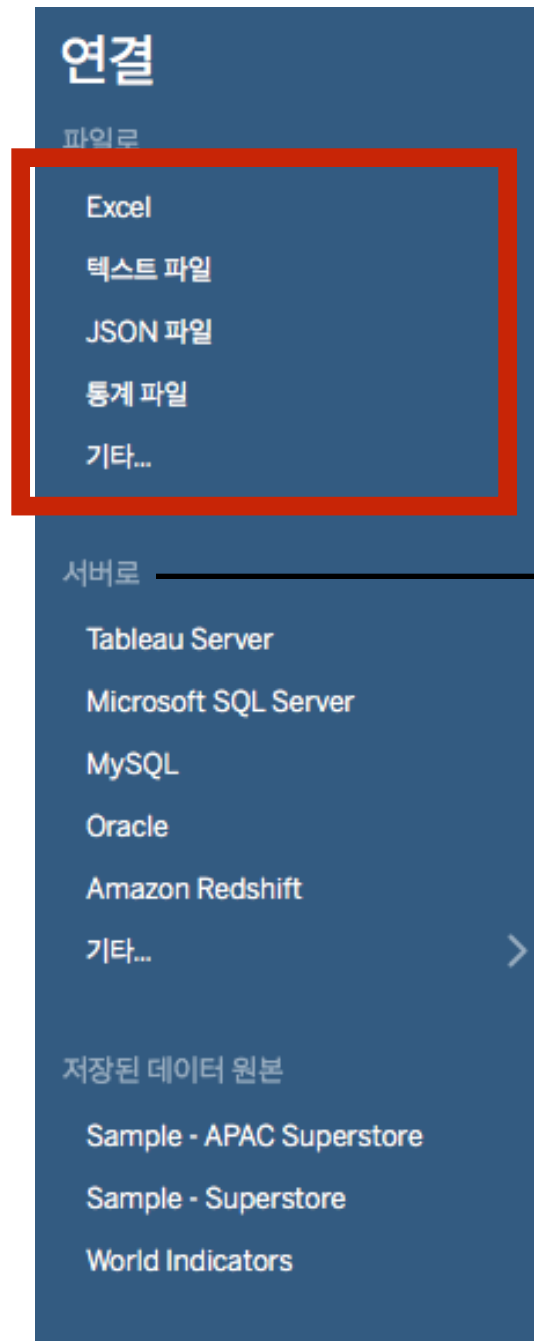 연결
파일로
Excel
텍스트 파일
JSON 파일
통계 파일
기타...
서버로
Tableau Server
Microsoft SQL Server
MySQL
Oracle
Amazon Redshift
기타...
저장된 데이터 원본
Sample - APAC Superstore
Sample - Superstore
World Indicators